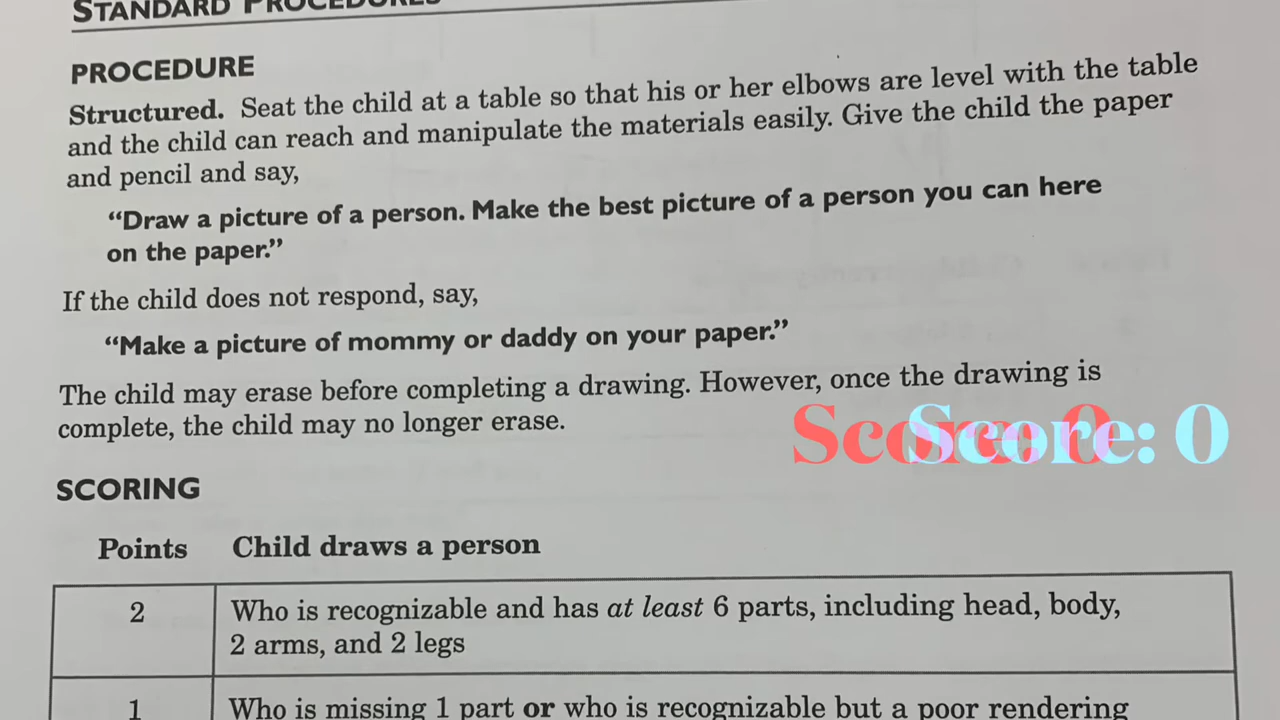 STANDARD PROCEDURES
PROCEDURE
Structured. Seat the child at a table so that his or her elbows are level with the table
and the child can reach and manipulate the materials easily. Give the child the paper
and pencil and say,
“Draw a picture of a person. Make the best picture of a person you can here
on the paper.”
If the child does not respond, say,
“Make a picture of mommy or daddy on your paper.”
The child may erase before completing a drawing. However, once the drawing is
complete, the child may no longer erase.
Score: 0
Score: 0
SCORING
Points Child draws a person
2 Who is recognizable and has at least 6 parts, including head, body,
2 arms, and 2 legs
1 Who is missing 1 part or who is recognizable but a poor rendering